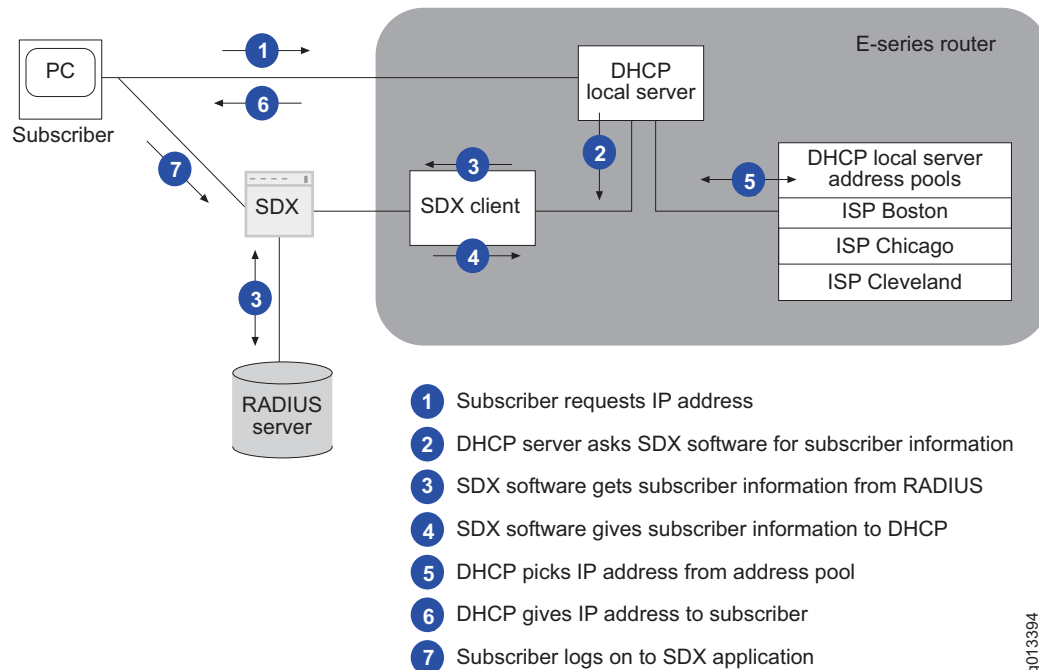 E-series router
1
PC
DHCP
local server
6
Subscriber
2
7
3
DHCP local server
address pools
5
SDX
SDX client
ISP Boston
ISP Chicago
4
ISP Cleveland
3
RADIUS
server
1 Subscriber requests IP address
2 DHCP server asks SDX software for subscriber information
3 SDX software gets subscriber information from RADIUS
4 SDX software gives subscriber information to DHCP
5 DHCP picks IP address from address pool
6 DHCP gives IP address to subscriber
7 Subscriber logs on to SDX application
g013394